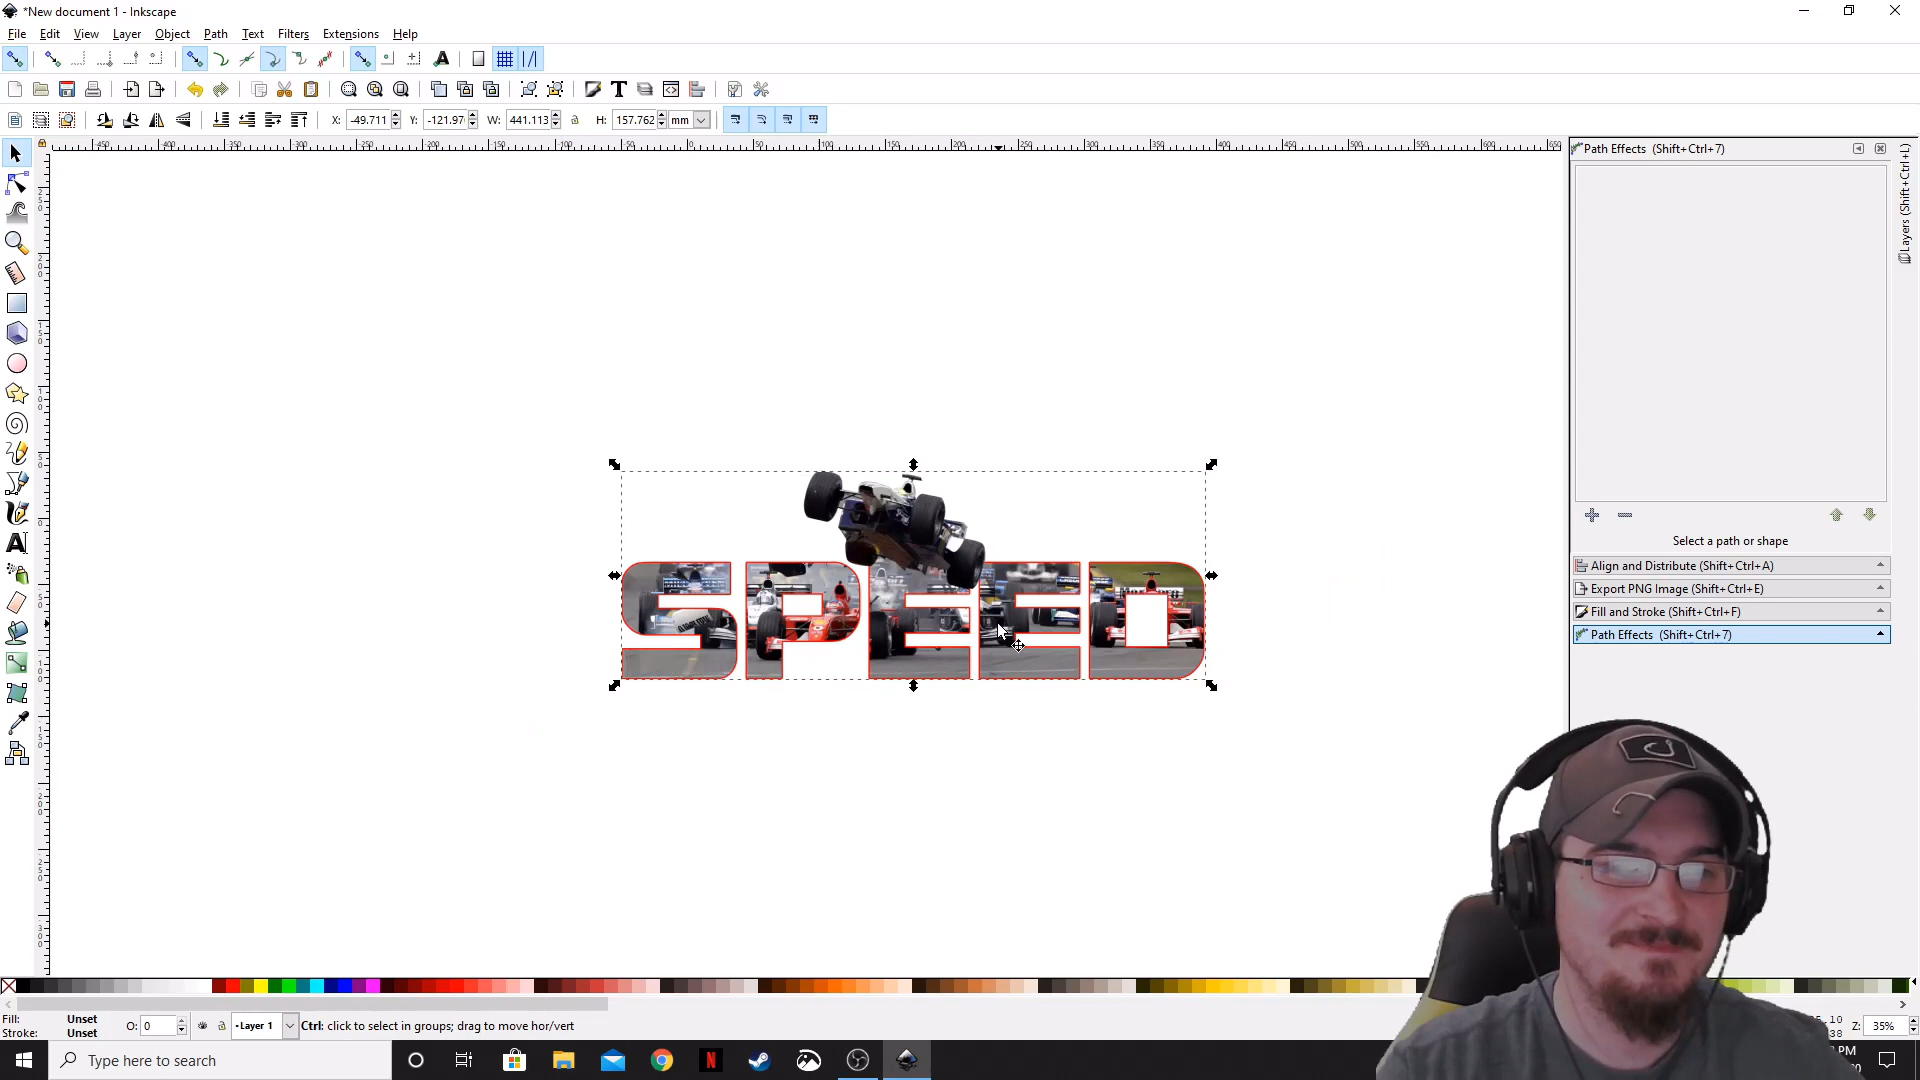 *New document 1 - Inkscape
File Edit View Layer Object Path Text Filters Extensions Help
X: -49.711 Y: -121.97 W: 441.113 H: 157.762 mm
Path Effects (Shift+Ctrl+7)
Layers (Shift+Ctrl+L)
SPEED
Select a path or shape
Align and Distribute (Shift+Ctrl+A)
Export PNG Image (Shift+Ctrl+E)
Fill and Stroke (Shift+Ctrl+F)
Path Effects (Shift+Ctrl+7)
Fill: Unset
Stroke: Unset
O: 0
Layer 1
Ctrl: click to select in groups; drag to move hor/vert
Z: 35%
Type here to search
PM